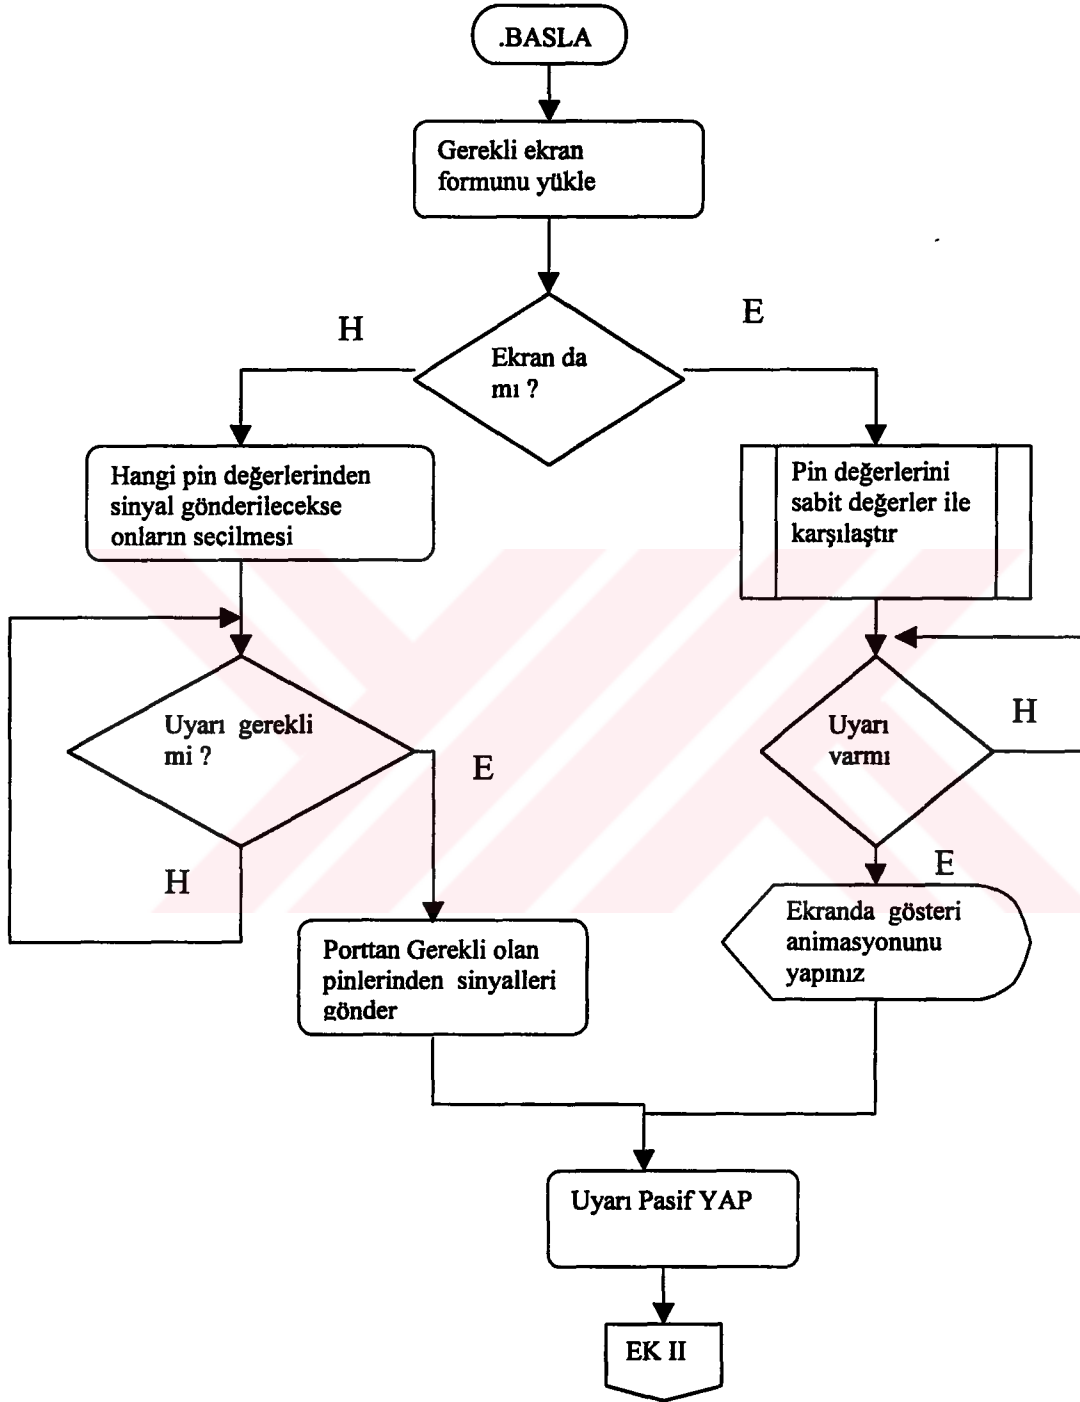 .BASLA
Gerekli ekran
formunu yükle
H
E
Ekran da
mı ?
Hangi pin değerlerinden
sinyal gönderilecekse
onların seçilmesi
Pin değerlerini
sabit değerler ile
karşılaştır
Uyarı gerekli
mi ?
E
H
Uyarı
varmı
H
E
Porttan Gerekli olan
pinlerinden sinyalleri
gönder
Ekranda gösteri
animasyonunu
yapınız
Uyarı Pasif YAP
EK II